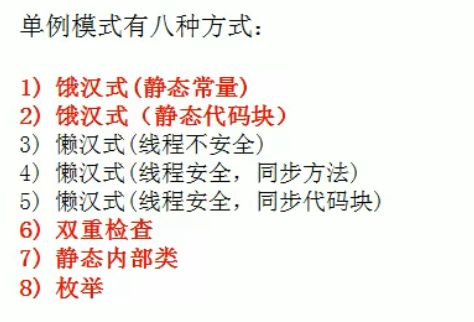 单例模式有八种方式：
1) 饿汉式(静态常量)
2) 饿汉式（静态代码块）
3) 懒汉式(线程不安全)
4) 懒汉式(线程安全，同步方法)
5) 懒汉式(线程安全，同步代码块)
6) 双重检查
7) 静态内部类
8) 枚举